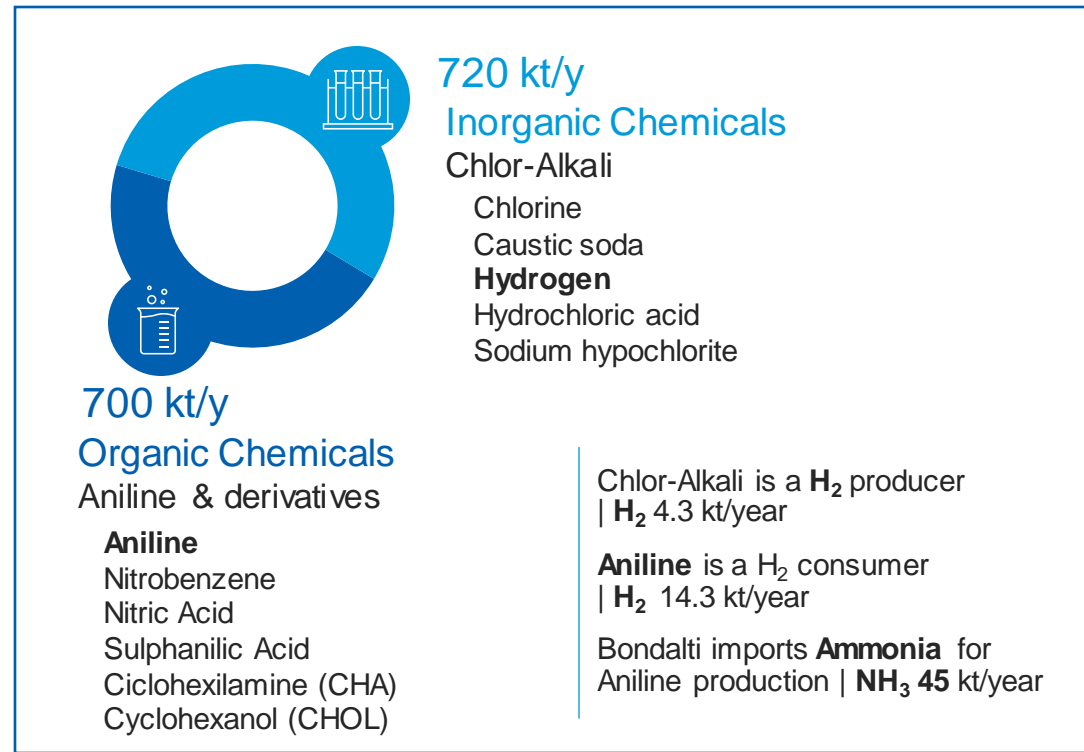 720 kt/y
Inorganic Chemicals
Chlor-Alkali
Chlorine
Caustic soda
Hydrogen
Hydrochloric acid
Sodium hypochlorite
700 kt/y
Organic Chemicals
Aniline & derivatives
Aniline
Nitrobenzene
Nitric Acid
Sulphanilic Acid
Ciclohexilamine (CHA)
Cyclohexanol (CHOL)
Chlor-Alkali is a H₂ producer
| H₂ 4.3 kt/year
Aniline is a H₂ consumer
| H₂ 14.3 kt/year
Bondalti imports Ammonia for
Aniline production | NH₃ 45 kt/year